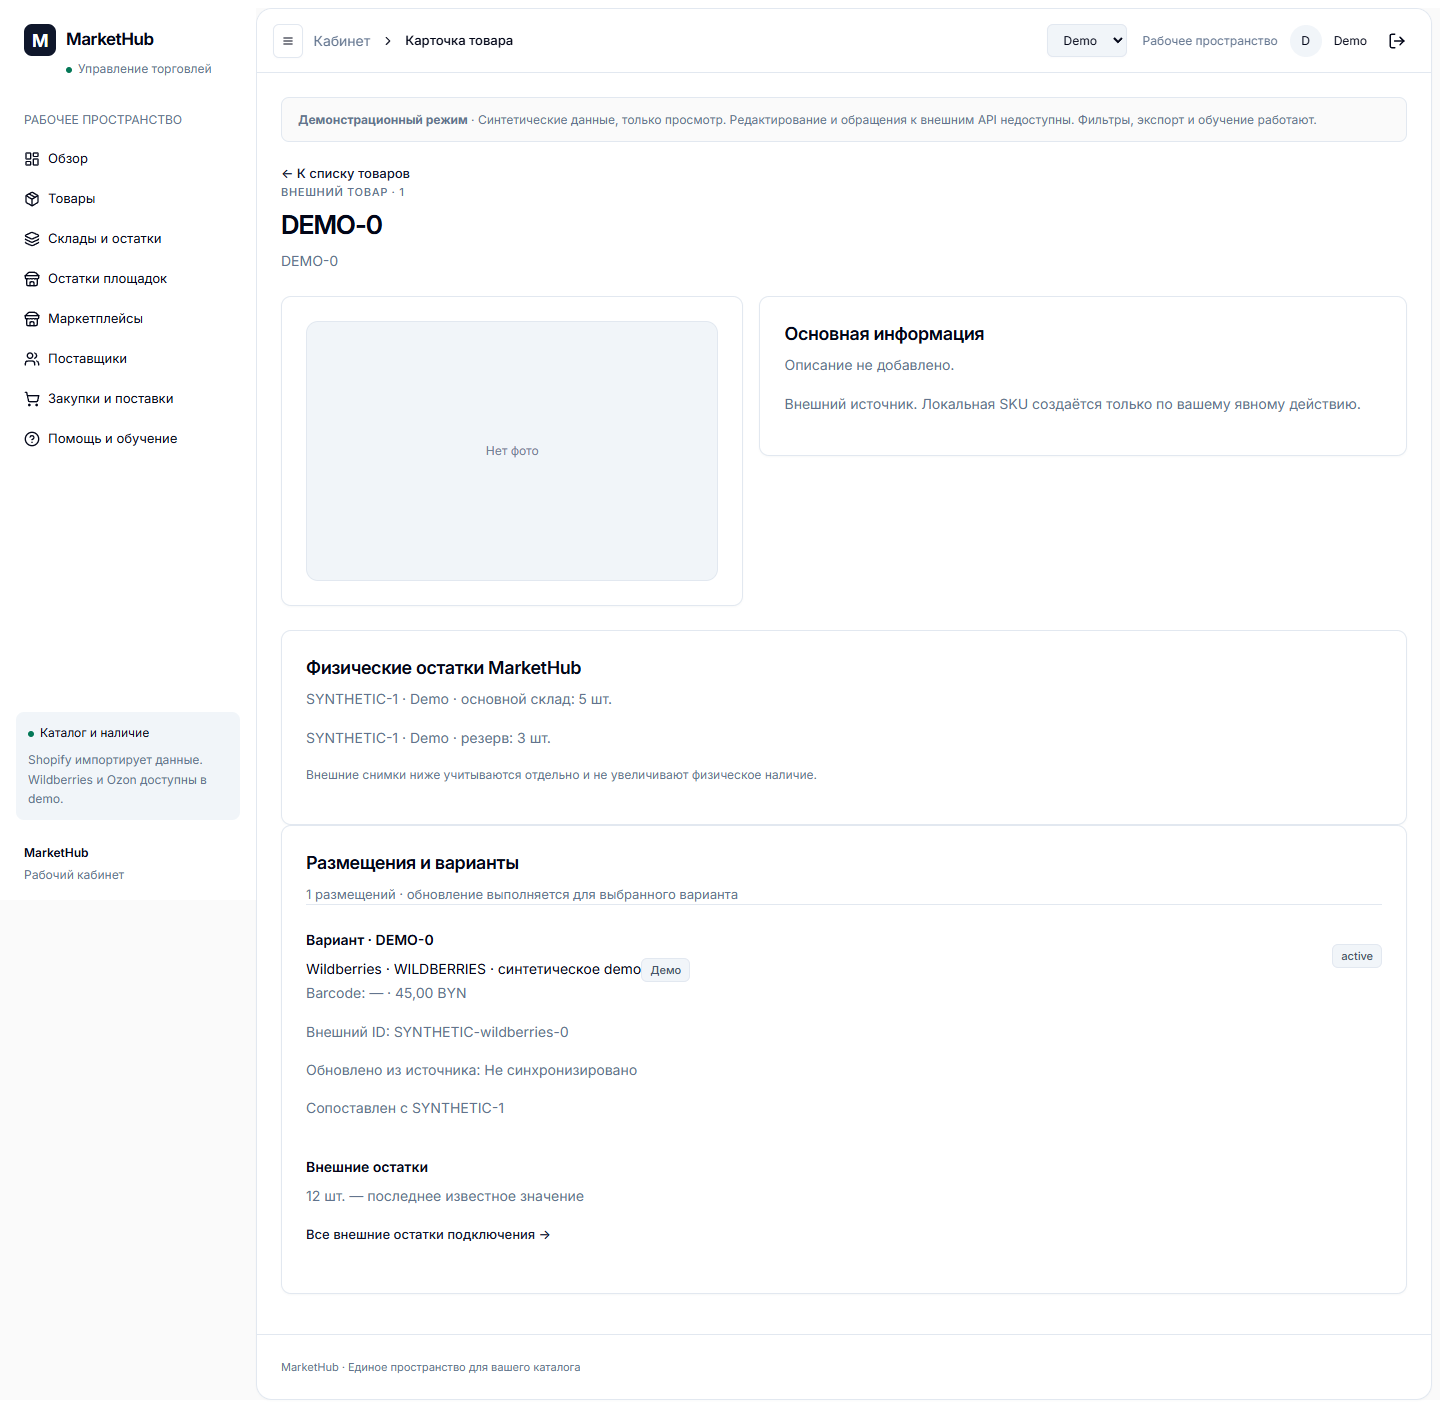 M MarketHub
Управление торговлей
РАБОЧЕЕ ПРОСТРАНСТВО
Обзор
Товары
Склады и остатки
Остатки площадок
Маркетплейсы
Поставщики
Закупки и поставки
Помощь и обучение
Каталог и наличие
Shopify импортирует данные.
Wildberries и Ozon доступны в
demo.
MarketHub
Рабочий кабинет
Кабинет > Карточка товара
Demo
Рабочее пространство
D
Demo
Демонстрационный режим · Синтетические данные, только просмотр. Редактирование и обращения к внешним API недоступны. Фильтры, экспорт и обучение работают.
← К списку товаров
ВНЕШНИЙ ТОВАР · 1
DEMO-0
DEMO-0
Нет фото
Основная информация
Описание не добавлено.
Внешний источник. Локальная SKU создаётся только по вашему явному действию.
Физические остатки MarketHub
SYNTHETIC-1 · Demo · основной склад: 5 шт.
SYNTHETIC-1 · Demo · резерв: 3 шт.
Внешние снимки ниже учитываются отдельно и не увеличивают физическое наличие.
Размещения и варианты
1 размещений · обновление выполняется для выбранного варианта
Вариант · DEMO-0
active
Wildberries · WILDBERRIES · синтетическое demo Демо
Barcode: — · 45,00 BYN
Внешний ID: SYNTHETIC-wildberries-0
Обновлено из источника: Не синхронизировано
Сопоставлен с SYNTHETIC-1
Внешние остатки
12 шт. — последнее известное значение
Все внешние остатки подключения →
MarketHub · Единое пространство для вашего каталога